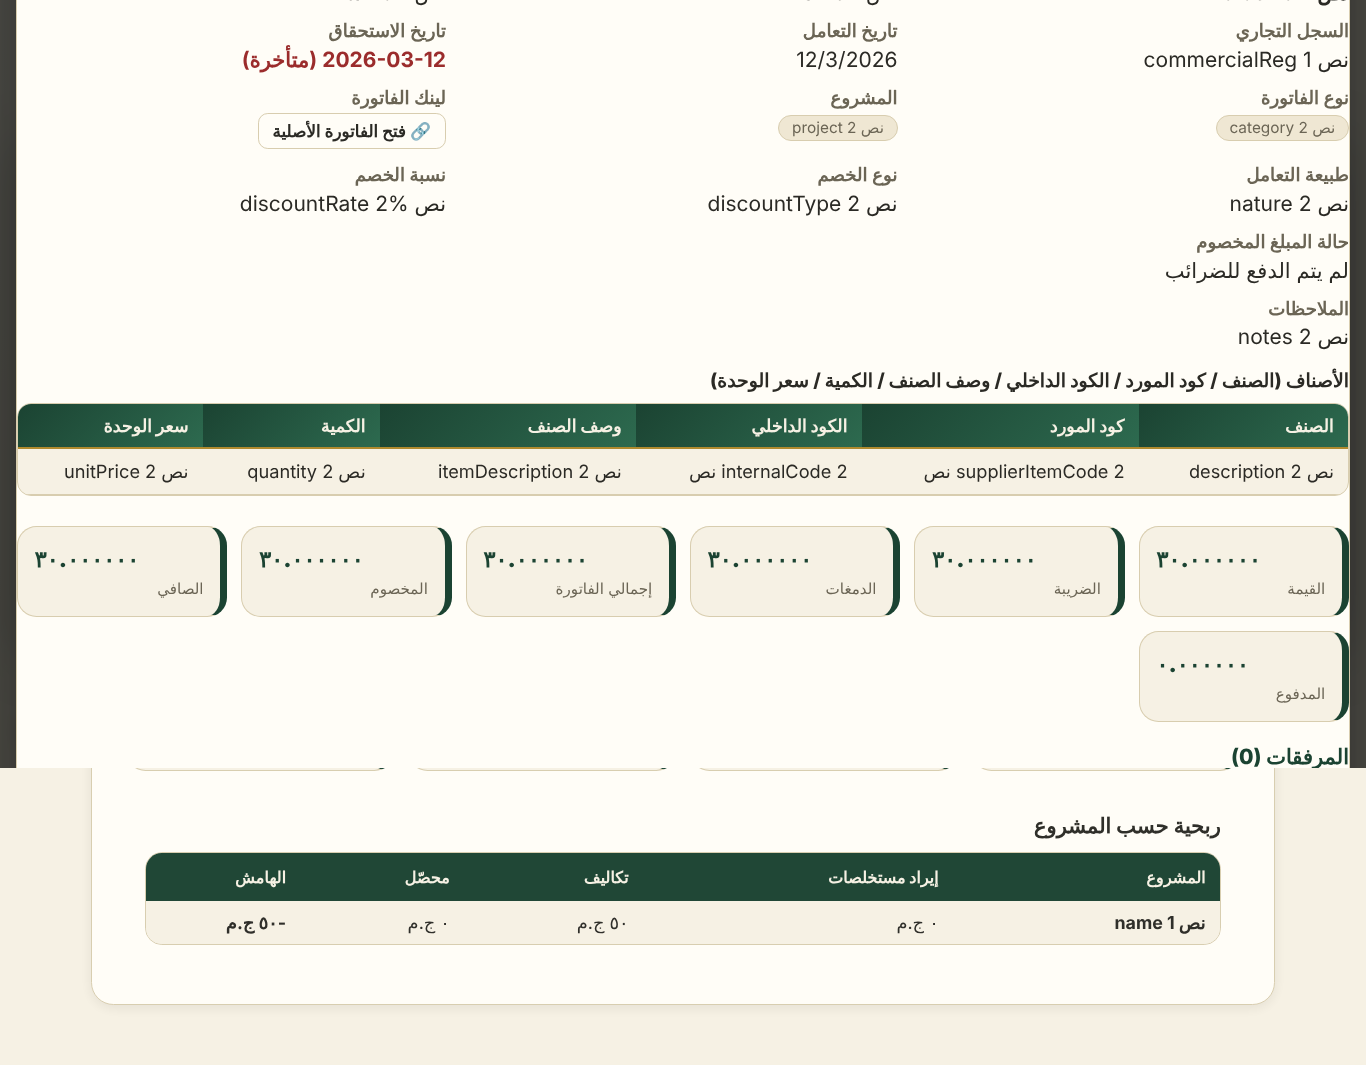 السجل التجاري تاريخ التعامل تاريخ الاستحقاق
نص 1 commercialReg 12/3/2026 2026-03-12 (متأخرة)
نوع الفاتورة المشروع لينك الفاتورة
نص 2 category نص 2 project 🔗 فتح الفاتورة الأصلية
طبيعة التعامل نوع الخصم نسبة الخصم
نص 2 nature نص 2 discountType نص discountRate 2%
حالة المبلغ المخصوم
لم يتم الدفع للضرائب
الملاحظات
نص 2 notes
الأصناف (الصنف / كود المورد / الكود الداخلي / وصف الصنف / الكمية / سعر الوحدة)
الصنف كود المورد الكود الداخلي وصف الصنف الكمية سعر الوحدة
نص 2 description نص supplierItemCode 2 نص internalCode 2 نص 2 itemDescription نص 2 quantity نص 2 unitPrice
٣٠.٠٠٠٠٠٠ ٣٠.٠٠٠٠٠٠ ٣٠.٠٠٠٠٠٠ ٣٠.٠٠٠٠٠٠ ٣٠.٠٠٠٠٠٠ ٣٠.٠٠٠٠٠٠
القيمة الضريبة الدمغات إجمالي الفاتورة المخصوم الصافي
٠.٠٠٠٠٠٠
المدفوع
المرفقات (0)
ربحية حسب المشروع
المشروع إيراد مستخلصات تكاليف محصّل الهامش
نص 1 name ٠ ج.م ٥٠ ج.م ٠ ج.م -٥٠ ج.م